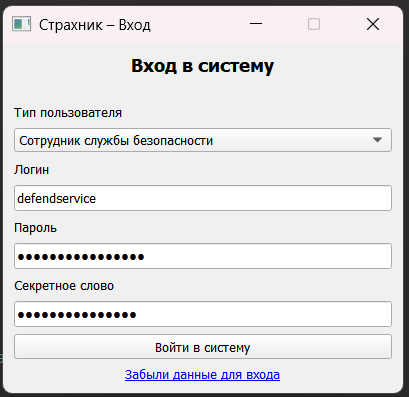 Страхник – Вход
Вход в систему
Тип пользователя
Сотрудник службы безопасности
Логин
defendservice
Пароль
●●●●●●●●●●●●●●●●
Секретное слово
●●●●●●●●●●●●●●●
Войти в систему
Забыли данные для входа